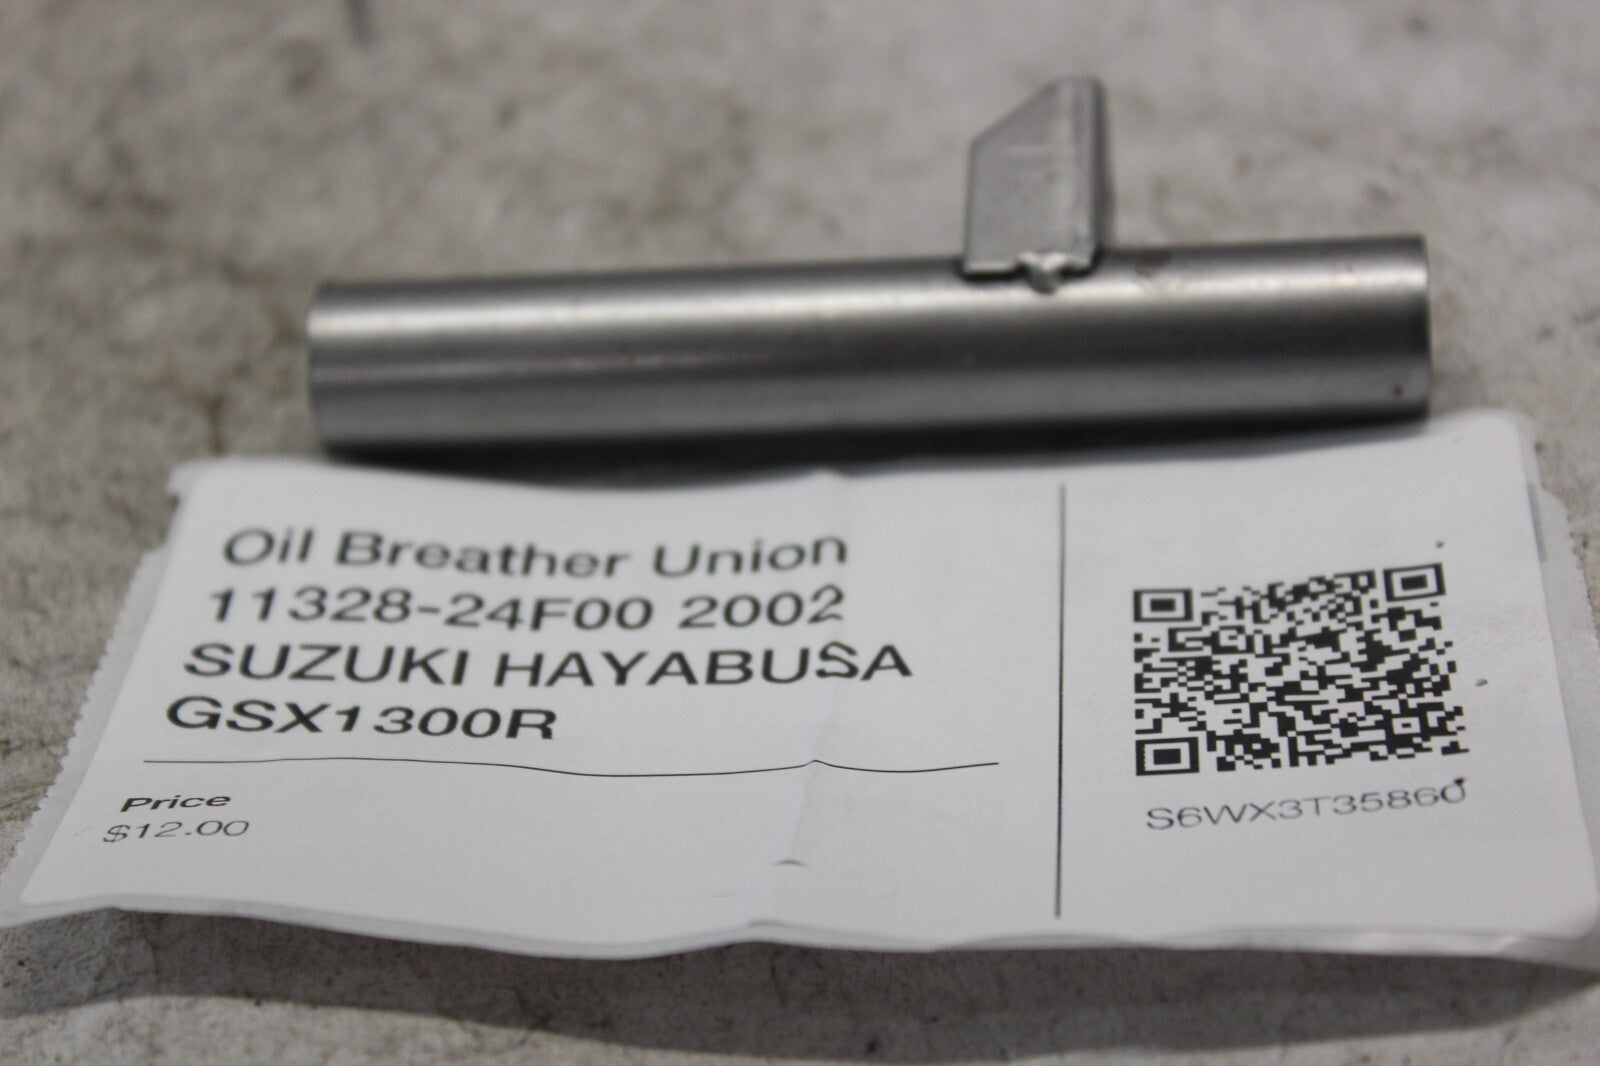 Oil Breather Union
11328-24F00 2002
SUZUKI HAYABUSA
GSX1300R
Price
$12.00
S6WX3T35860